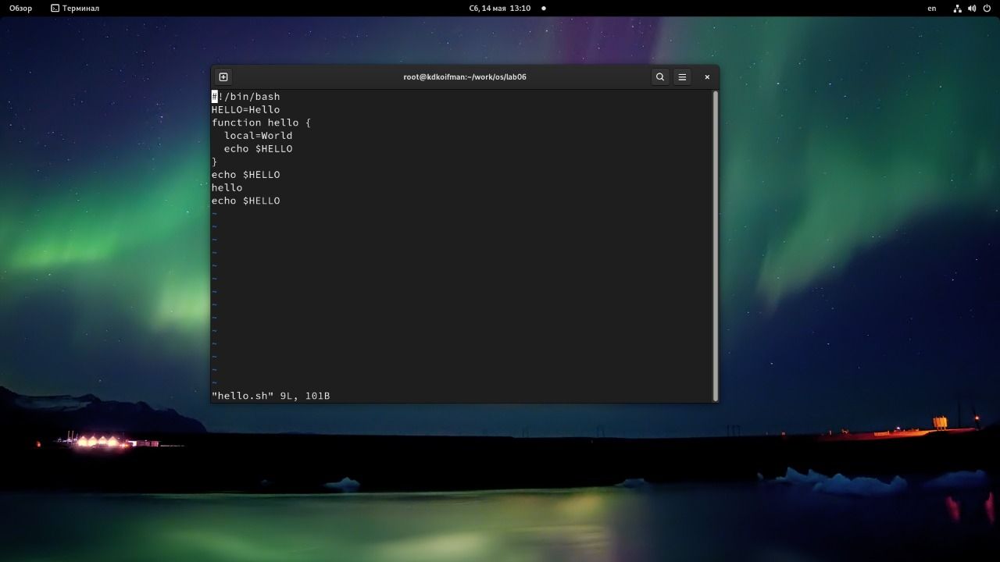 Обзор Терминал Сб, 14 мая 13:10 en
root@kdkoifman:~/work/os/lab06
#!/bin/bash
HELLO=Hello
function hello {
  local=World
  echo $HELLO
}
echo $HELLO
hello
echo $HELLO
~
~
~
~
~
~
~
~
~
~
~
~
~
~
"hello.sh" 9L, 101B